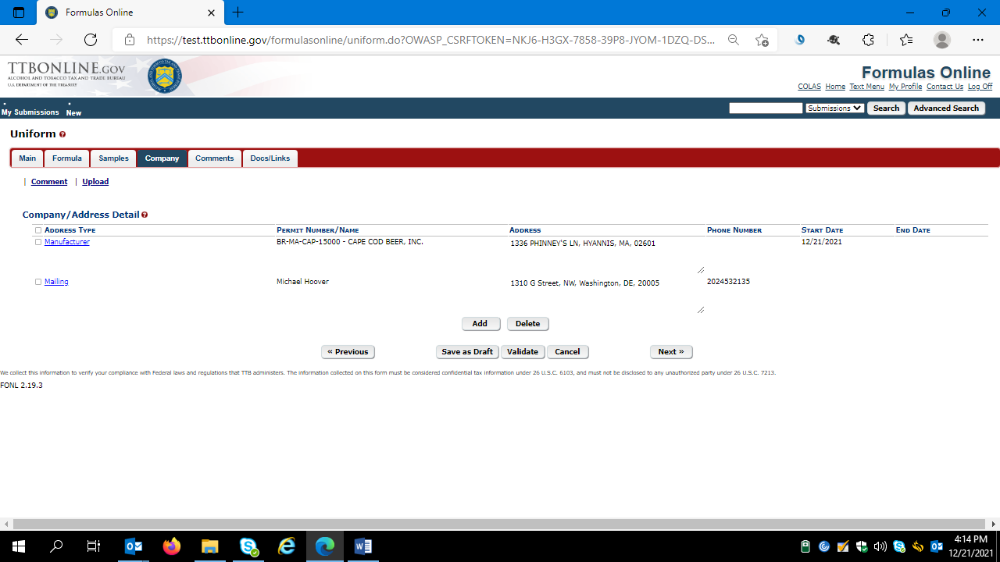 Formulas Online
https://test.ttbonline.gov/formulasonline/uniform.do?OWASP_CSRFTOKEN=NKJ6-H3GX-7858-39P8-JYOM-1DZQ-DS...
TTBONLINE.GOV
ALCOHOL AND TOBACCO TAX AND TRADE BUREAU
U.S. DEPARTMENT OF THE TREASURY
Formulas Online
COLAS Home Text Menu My Profile Contact Us Log Off
My Submissions New
Submissions Search Advanced Search
Uniform
Main Formula Samples Company Comments Docs/Links
| Comment | Upload
Company/Address Detail
Address Type Permit Number/Name Address Phone Number Start Date End Date
Manufacturer BR-MA-CAP-15000 - CAPE COD BEER, INC. 1336 PHINNEY'S LN, HYANNIS, MA, 02601 12/21/2021
Mailing Michael Hoover 1310 G Street, NW, Washington, DE, 20005 2024532135
Add Delete
« Previous Save as Draft Validate Cancel Next »
We collect this information to verify your compliance with Federal laws and regulations that TTB administers. The information collected on this form must be considered confidential tax information under 26 U.S.C. 6103, and must not be disclosed to any unauthorized party under 26 U.S.C. 7213.
FONL 2.19.3
4:14 PM
12/21/2021